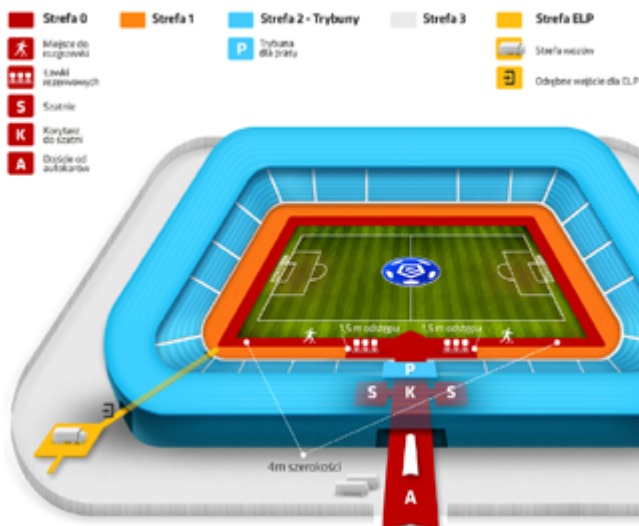 Strefa 0
Strefa 1
Strefa 2 - Trybuny
Strefa 3
Strefa ELP
Miejsce do
rozgrzewki
P
Trybuna
dla prasy
Strefa wozów
Ławki
rezerwowych
Odrębne wejście dla ELP
S
Szatnie
K
Korytarz
do szatni
A
Dojście od
autokarów
1,5 m odstępu
1,5 m odstępu
P
S
K
S
4m szerokości
A